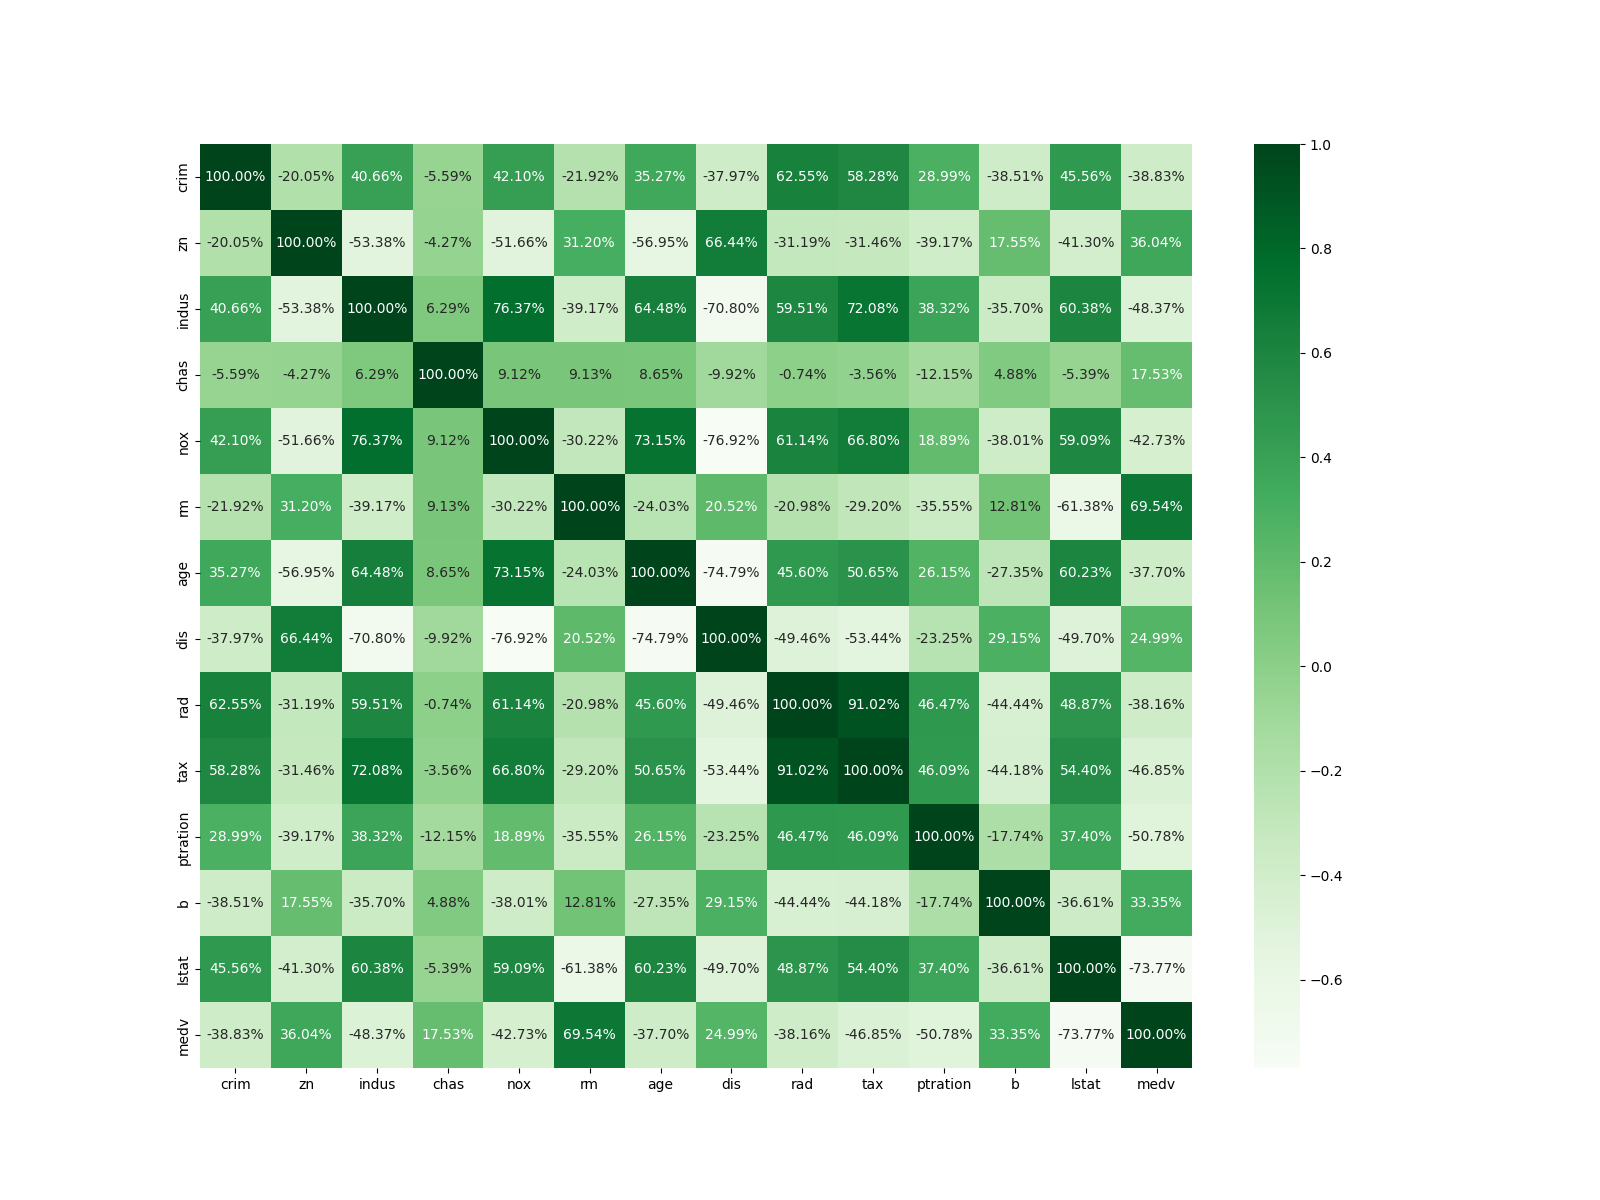 crim 100.00% -20.05% 40.66% -5.59% 42.10% -21.92% 35.27% -37.97% 62.55% 58.28% 28.99% -38.51% 45.56% -38.83%
zn -20.05% 100.00% -53.38% -4.27% -51.66% 31.20% -56.95% 66.44% -31.19% -31.46% -39.17% 17.55% -41.30% 36.04%
indus 40.66% -53.38% 100.00% 6.29% 76.37% -39.17% 64.48% -70.80% 59.51% 72.08% 38.32% -35.70% 60.38% -48.37%
chas -5.59% -4.27% 6.29% 100.00% 9.12% 9.13% 8.65% -9.92% -0.74% -3.56% -12.15% 4.88% -5.39% 17.53%
nox 42.10% -51.66% 76.37% 9.12% 100.00% -30.22% 73.15% -76.92% 61.14% 66.80% 18.89% -38.01% 59.09% -42.73%
rm -21.92% 31.20% -39.17% 9.13% -30.22% 100.00% -24.03% 20.52% -20.98% -29.20% -35.55% 12.81% -61.38% 69.54%
age 35.27% -56.95% 64.48% 8.65% 73.15% -24.03% 100.00% -74.79% 45.60% 50.65% 26.15% -27.35% 60.23% -37.70%
dis -37.97% 66.44% -70.80% -9.92% -76.92% 20.52% -74.79% 100.00% -49.46% -53.44% -23.25% 29.15% -49.70% 24.99%
rad 62.55% -31.19% 59.51% -0.74% 61.14% -20.98% 45.60% -49.46% 100.00% 91.02% 46.47% -44.44% 48.87% -38.16%
tax 58.28% -31.46% 72.08% -3.56% 66.80% -29.20% 50.65% -53.44% 91.02% 100.00% 46.09% -44.18% 54.40% -46.85%
ptration 28.99% -39.17% 38.32% -12.15% 18.89% -35.55% 26.15% -23.25% 46.47% 46.09% 100.00% -17.74% 37.40% -50.78%
b -38.51% 17.55% -35.70% 4.88% -38.01% 12.81% -27.35% 29.15% -44.44% -44.18% -17.74% 100.00% -36.61% 33.35%
lstat 45.56% -41.30% 60.38% -5.39% 59.09% -61.38% 60.23% -49.70% 48.87% 54.40% 37.40% -36.61% 100.00% -73.77%
medv -38.83% 36.04% -48.37% 17.53% -42.73% 69.54% -37.70% 24.99% -38.16% -46.85% -50.78% 33.35% -73.77% 100.00%
crim zn indus chas nox rm age dis rad tax ptration b lstat medv
1.0
0.8
0.6
0.4
0.2
0.0
−0.2
−0.4
−0.6